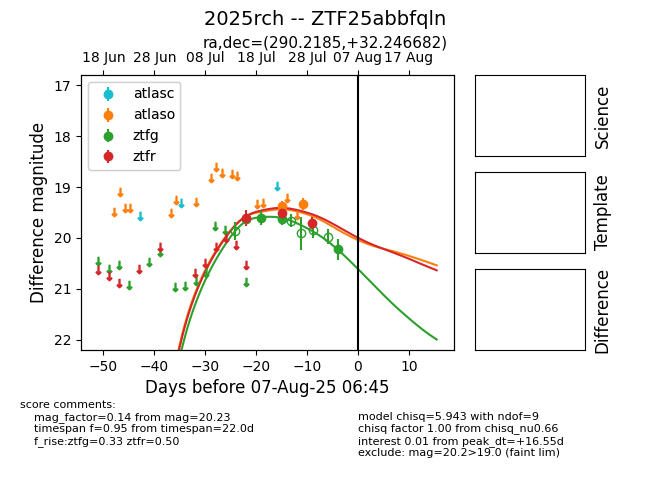 2025rch -- ZTF25abbfqln
ra,dec=(290.2185,+32.246682)
18 Jun 28 Jun 08 Jul 18 Jul 28 Jul 07 Aug 17 Aug
17
18
19
20
21
22
Difference magnitude
atlasc
atlaso
ztfg
ztfr
−50 −40 −30 −20 −10 0 10
Days before 07-Aug-25 06:45
Science
Template
Difference
score comments:
mag_factor=0.14 from mag=20.23
timespan f=0.95 from timespan=22.0d
f_rise:ztfg=0.33 ztfr=0.50
model chisq=5.943 with ndof=9
chisq factor 1.00 from chisq_nu0.66
interest 0.01 from peak_dt=+16.55d
exclude: mag=20.2>19.0 (faint lim)